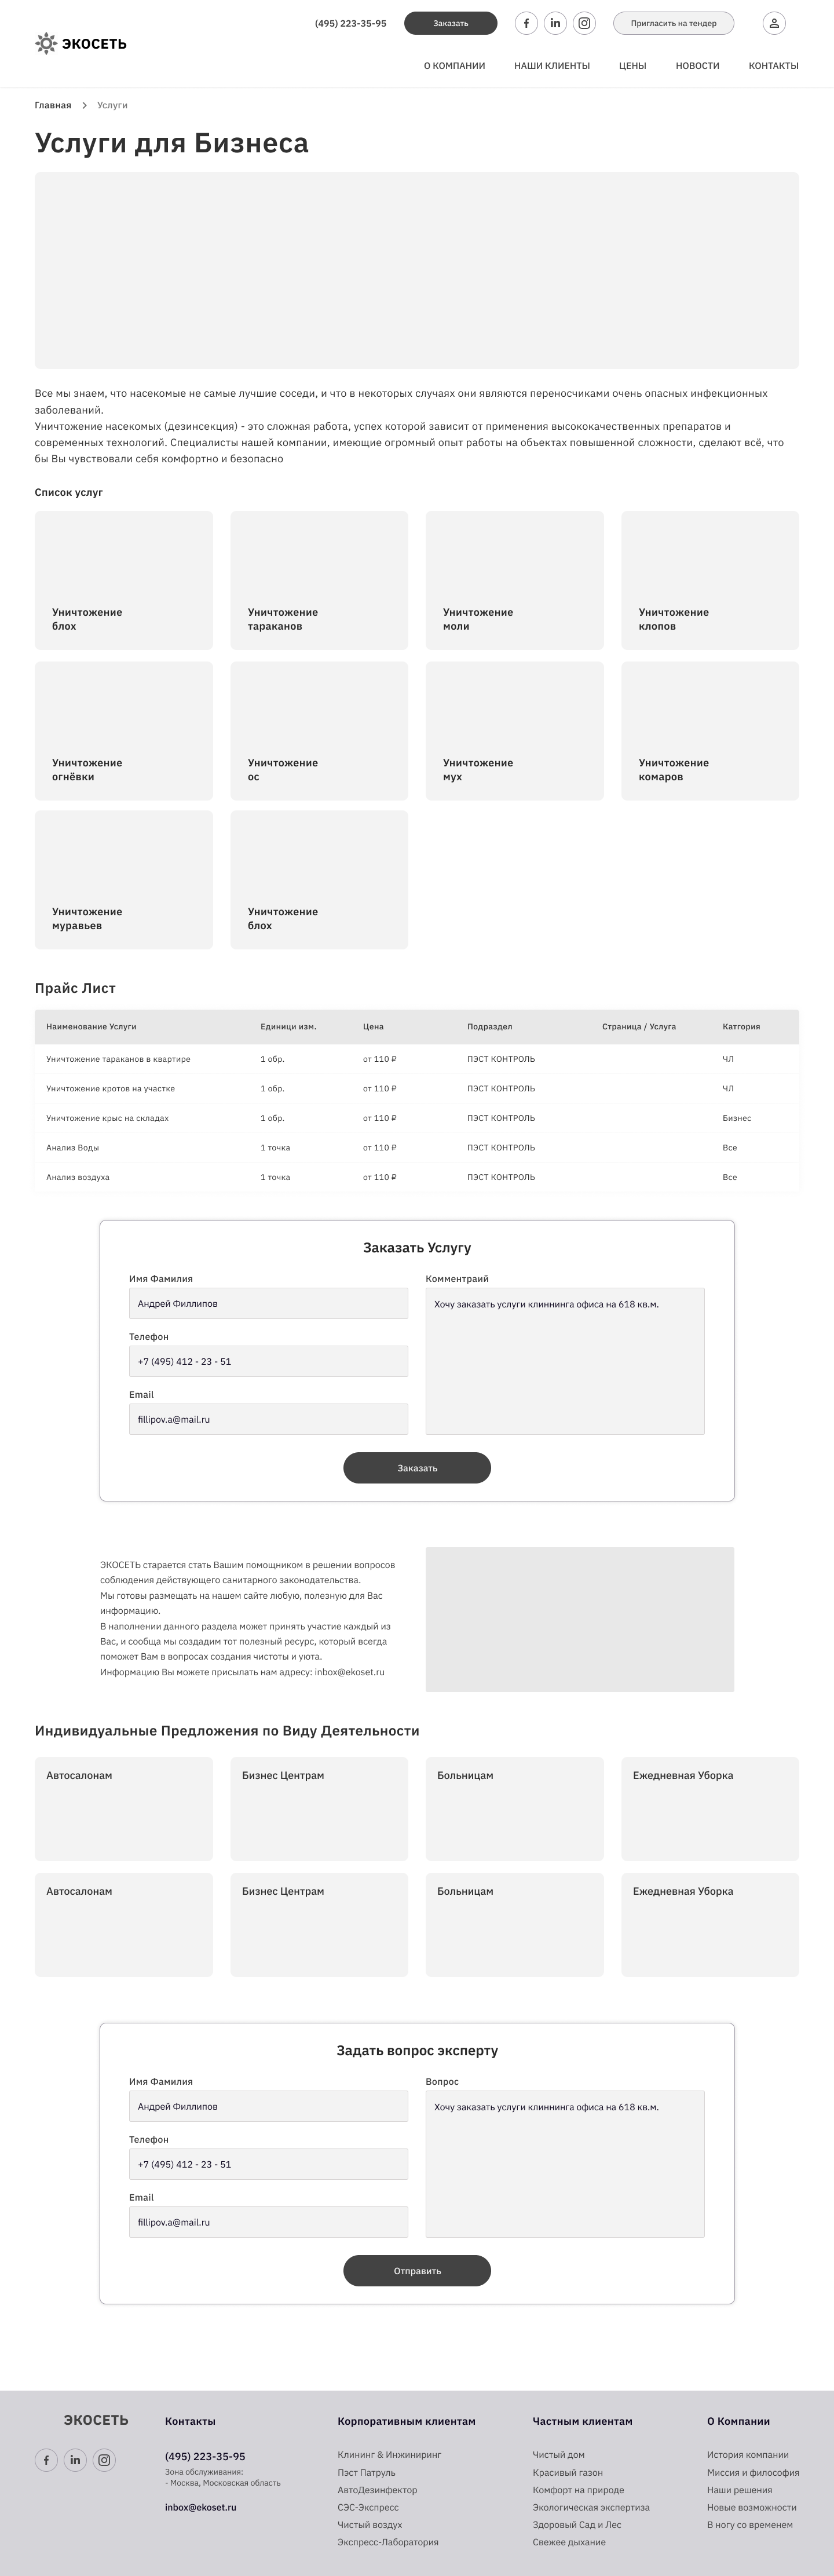 (495) 223-35-95
Заказать
Пригласить на тендер
ЭКОСЕТЬ
О КОМПАНИИ
НАШИ КЛИЕНТЫ
ЦЕНЫ
НОВОСТИ
КОНТАКТЫ
Главная
Услуги
Услуги для Бизнеса
Все мы знаем, что насекомые не самые лучшие соседи, и что в некоторых случаях они являются переносчиками очень опасных инфекционных
заболеваний.
Уничтожение насекомых (дезинсекция) - это сложная работа, успех которой зависит от применения высококачественных препаратов и
современных технологий. Специалисты нашей компании, имеющие огромный опыт работы на объектах повышенной сложности, сделают всё, что
бы Вы чувствовали себя комфортно и безопасно
Список услуг
Уничтожение
блох
Уничтожение
тараканов
Уничтожение
моли
Уничтожение
клопов
Уничтожение
огнёвки
Уничтожение
ос
Уничтожение
мух
Уничтожение
комаров
Уничтожение
муравьев
Уничтожение
блох
Прайс Лист
Наименование Услуги Единици изм. Цена Подраздел Страница / Услуга Катгория
Уничтожение тараканов в квартире 1 обр. от 110 ₽ ПЭСТ КОНТРОЛЬ ЧЛ
Уничтожение кротов на участке 1 обр. от 110 ₽ ПЭСТ КОНТРОЛЬ ЧЛ
Уничтожение крыс на складах 1 обр. от 110 ₽ ПЭСТ КОНТРОЛЬ Бизнес
Анализ Воды 1 точка от 110 ₽ ПЭСТ КОНТРОЛЬ Все
Анализ воздуха 1 точка от 110 ₽ ПЭСТ КОНТРОЛЬ Все
Заказать Услугу
Имя Фамилия
Андрей Филлипов
Телефон
+7 (495) 412 - 23 - 51
Email
fillipov.a@mail.ru
Комментраий
Хочу заказать услуги клиннинга офиса на 618 кв.м.
Заказать
ЭКОСЕТЬ старается стать Вашим помощником в решении вопросов
соблюдения действующего санитарного законодательства.
Мы готовы размещать на нашем сайте любую, полезную для Вас
информацию.
В наполнении данного раздела может принять участие каждый из
Вас, и сообща мы создадим тот полезный ресурс, который всегда
поможет Вам в вопросах создания чистоты и уюта.
Информацию Вы можете присылать нам адресу: inbox@ekoset.ru
Индивидуальные Предложения по Виду Деятельности
Автосалонам
Бизнес Центрам
Больницам
Ежедневная Уборка
Автосалонам
Бизнес Центрам
Больницам
Ежедневная Уборка
Задать вопрос эксперту
Имя Фамилия
Андрей Филлипов
Телефон
+7 (495) 412 - 23 - 51
Email
fillipov.a@mail.ru
Вопрос
Хочу заказать услуги клиннинга офиса на 618 кв.м.
Отправить
ЭКОСЕТЬ
Контакты
(495) 223-35-95
Зона обслуживания:
- Москва, Московская область
inbox@ekoset.ru
Корпоративным клиентам
Клининг & Инжиниринг
Пэст Патруль
АвтоДезинфектор
СЭС-Экспресс
Чистый воздух
Экспресс-Лаборатория
Частным клиентам
Чистый дом
Красивый газон
Комфорт на природе
Экологическая экспертиза
Здоровый Сад и Лес
Свежее дыхание
О Компании
История компании
Миссия и философия
Наши решения
Новые возможности
В ногу со временем